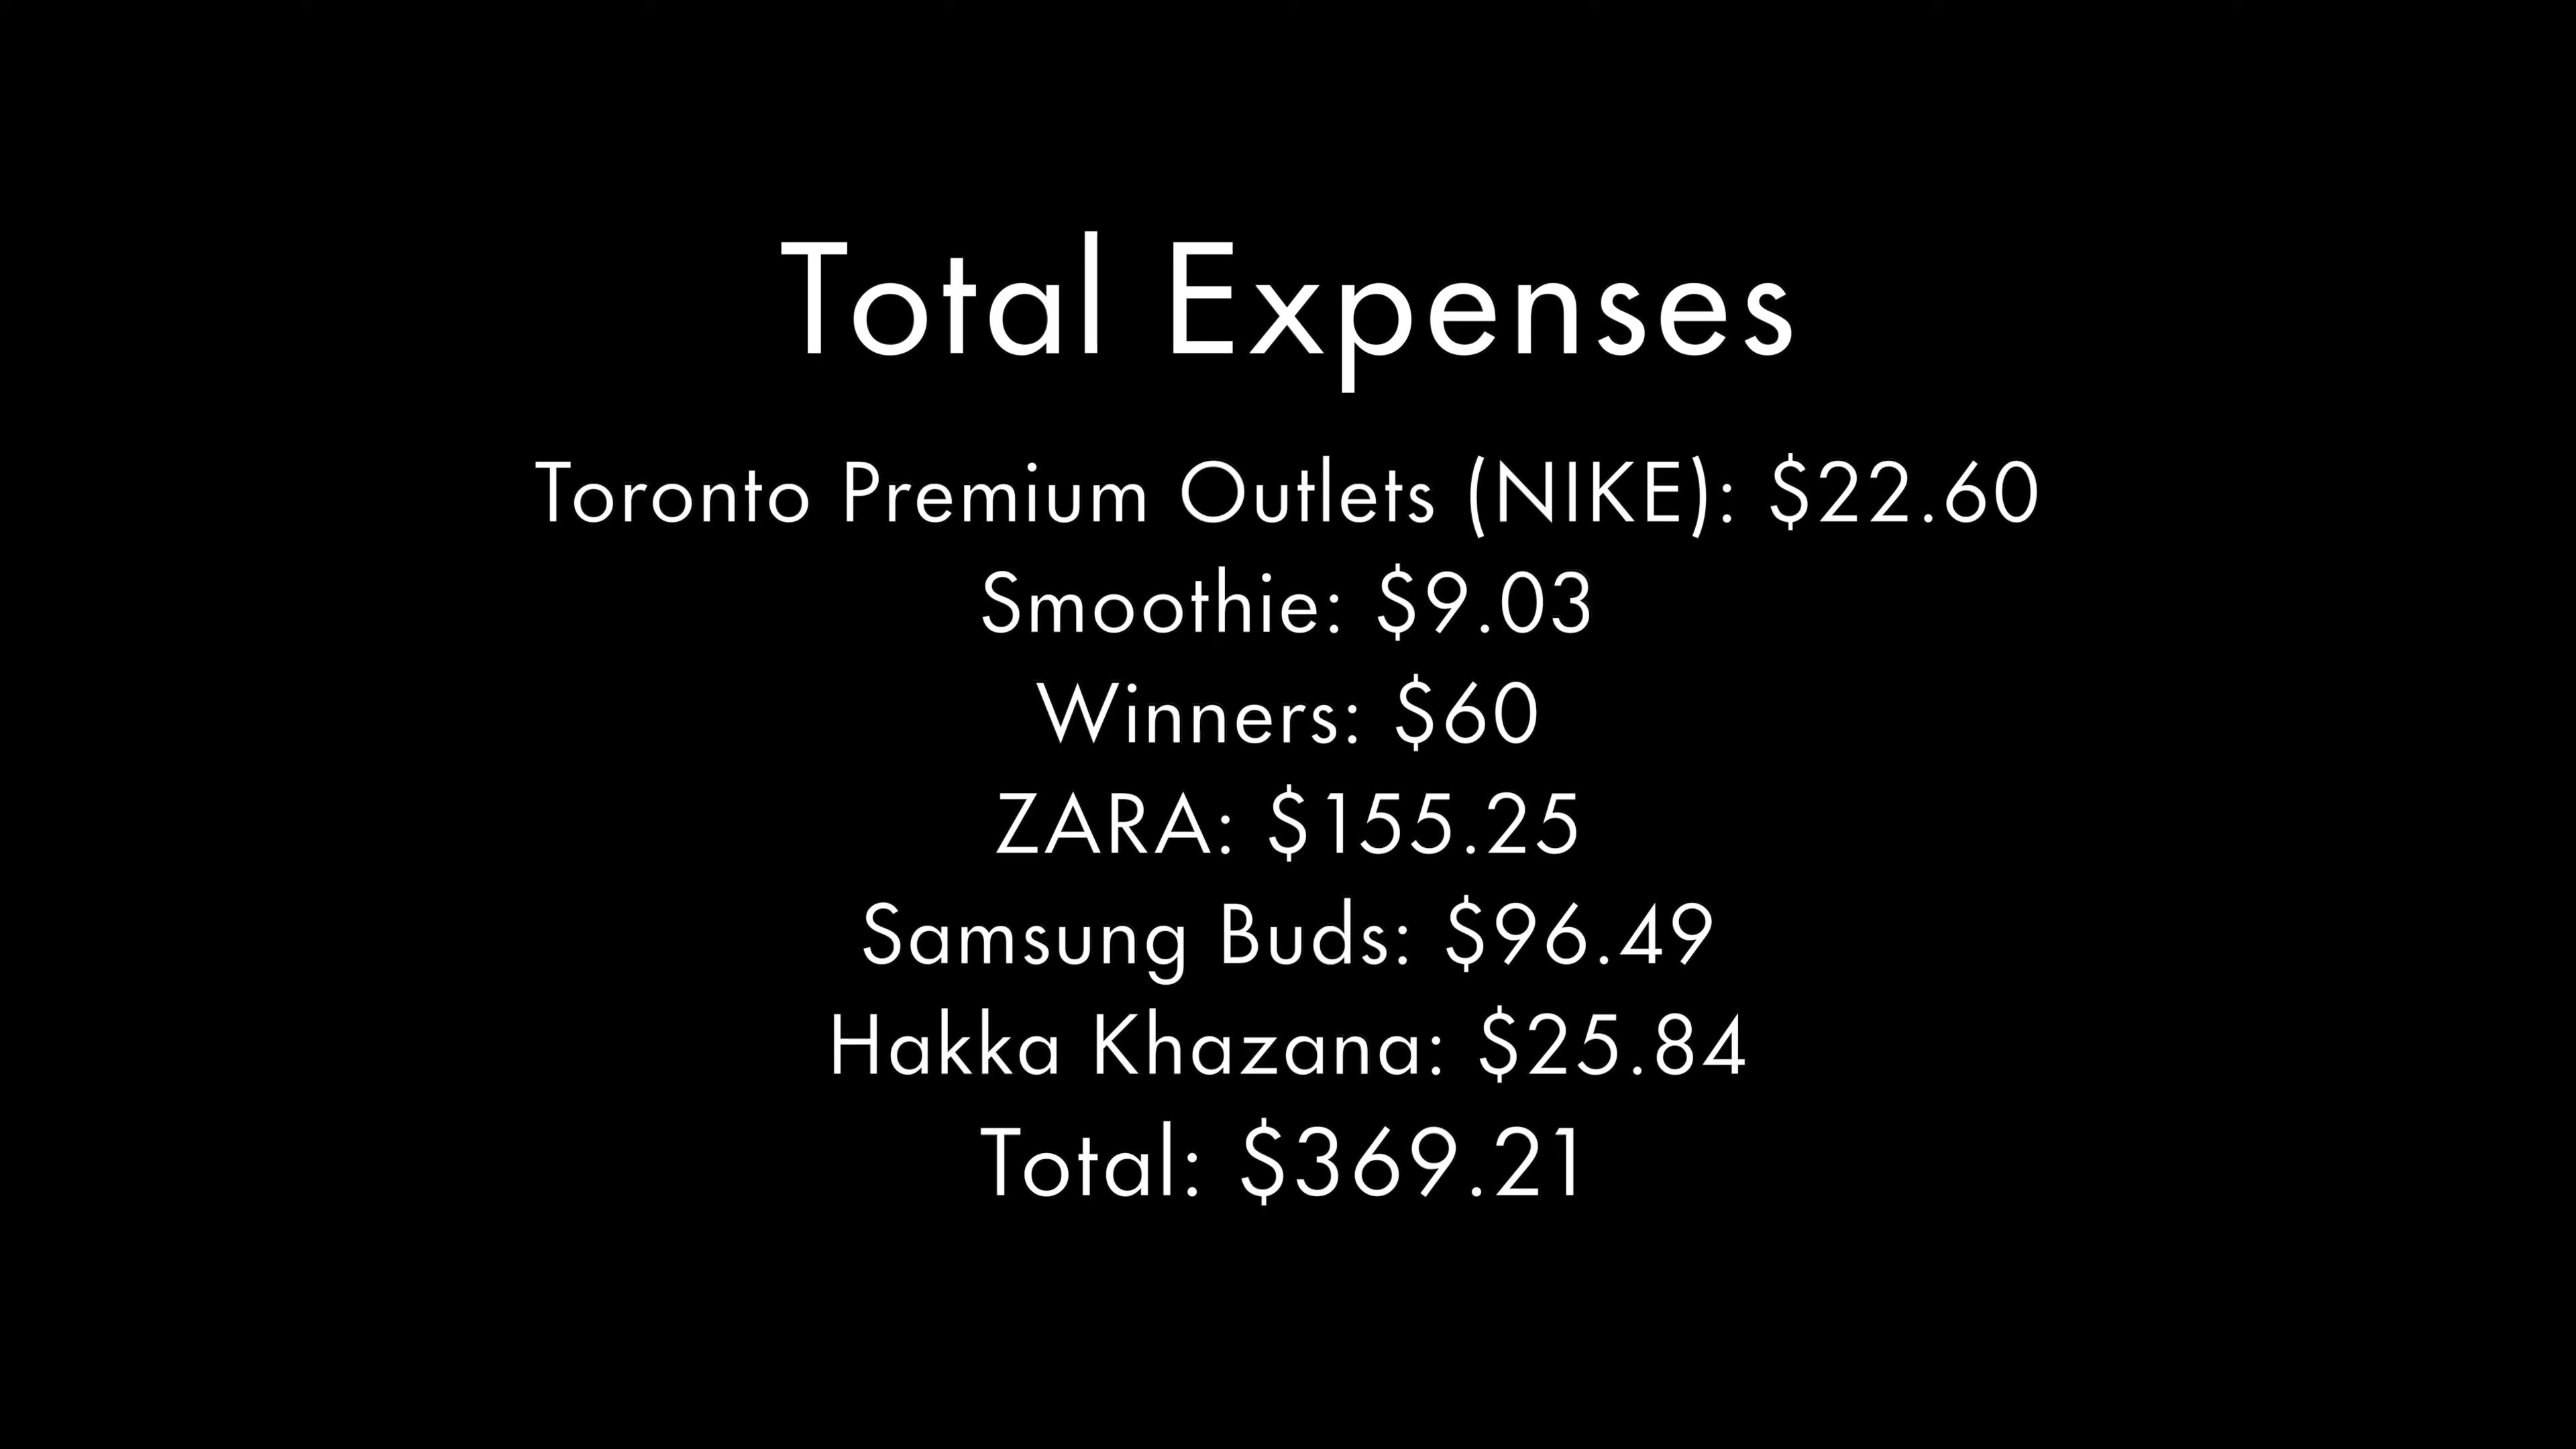 Total Expenses
Toronto Premium Outlets (NIKE): $22.60
Smoothie: $9.03
Winners: $60
ZARA: $155.25
Samsung Buds: $96.49
Hakka Khazana: $25.84
Total: $369.21